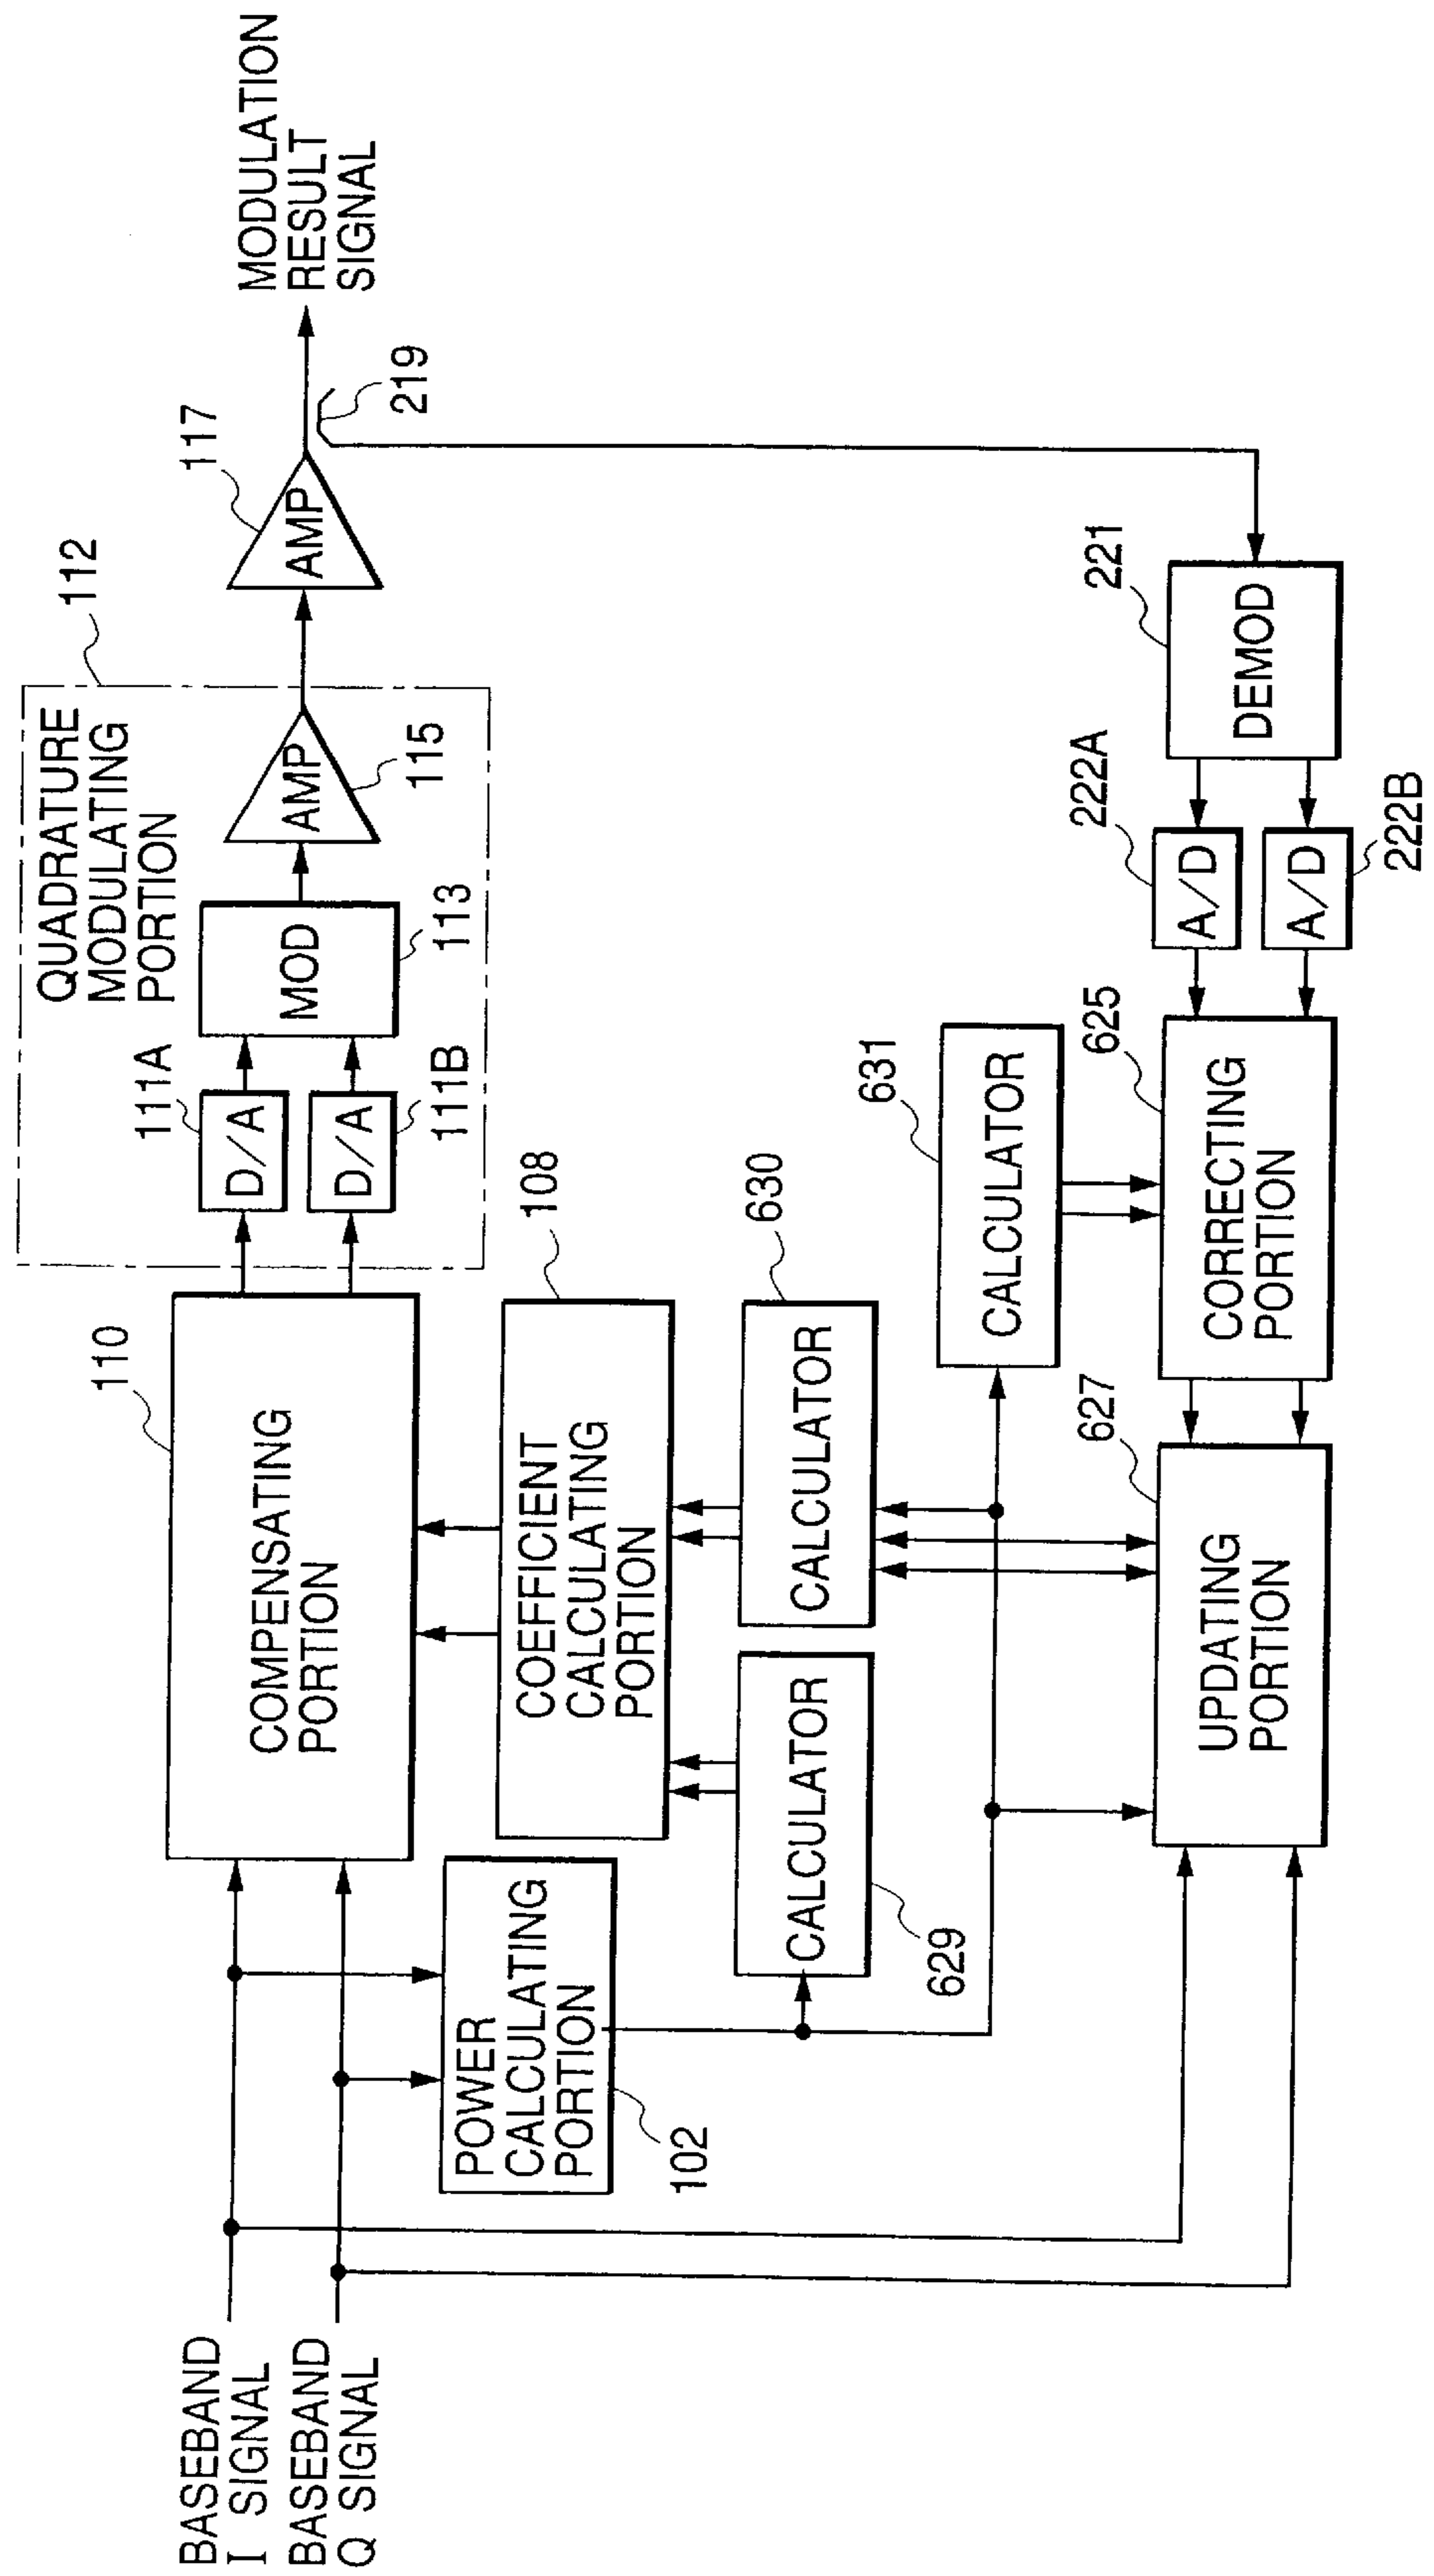 BASEBAND
I SIGNAL
BASEBAND
Q SIGNAL
110
COMPENSATING
PORTION
QUADRATURE
MODULATING
PORTION
112
111A
D/A
D/A
111B
MOD
113
AMP
115
117
AMP
219
MODULATION
RESULT
SIGNAL
POWER
CALCULATING
PORTION
102
108
COEFFICIENT
CALCULATING
PORTION
CALCULATOR
629
630
CALCULATOR
631
CALCULATOR
627
UPDATING
PORTION
625
CORRECTING
PORTION
222A
A/D
A/D
222B
221
DEMOD